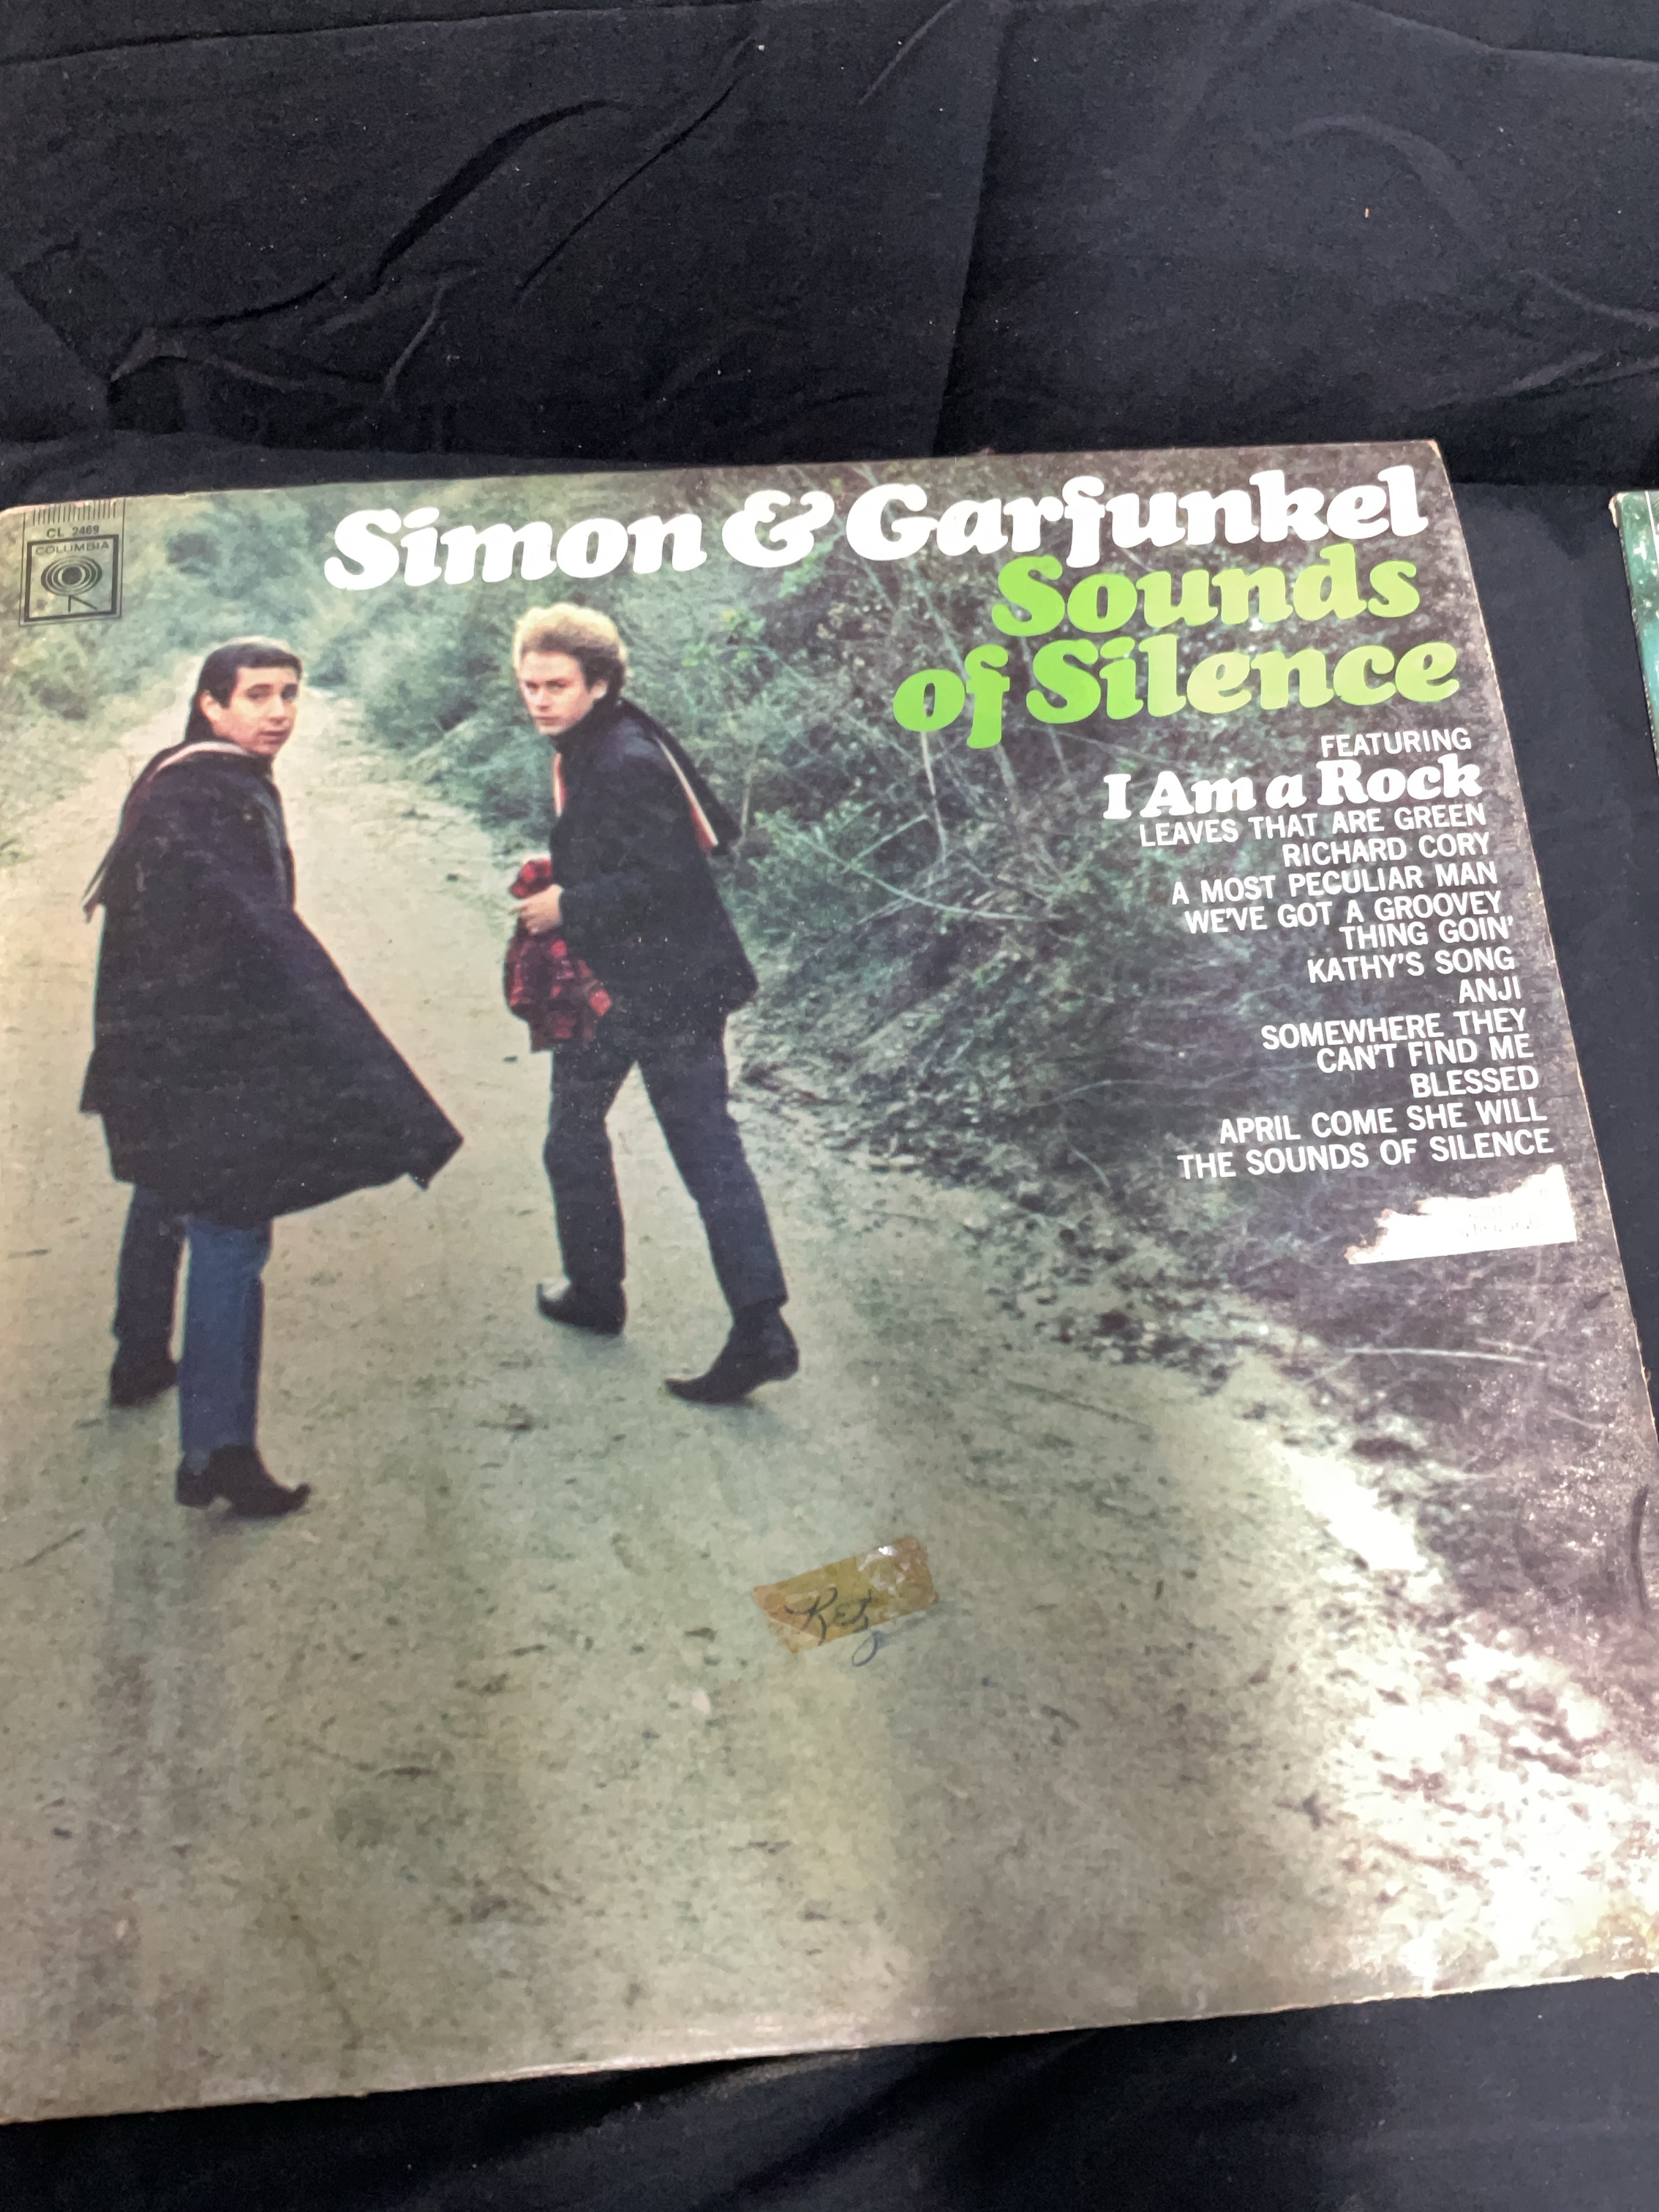 CL 2469
COLUMBIA
Simon & Garfunkel
Sounds
of Silence
FEATURING
I Am a Rock
LEAVES THAT ARE GREEN
RICHARD CORY
A MOST PECULIAR MAN
WE'VE GOT A GROOVEY
THING GOIN'
KATHY'S SONG
ANJI
SOMEWHERE THEY
CAN'T FIND ME
BLESSED
APRIL COME SHE WILL
THE SOUNDS OF SILENCE
Retz